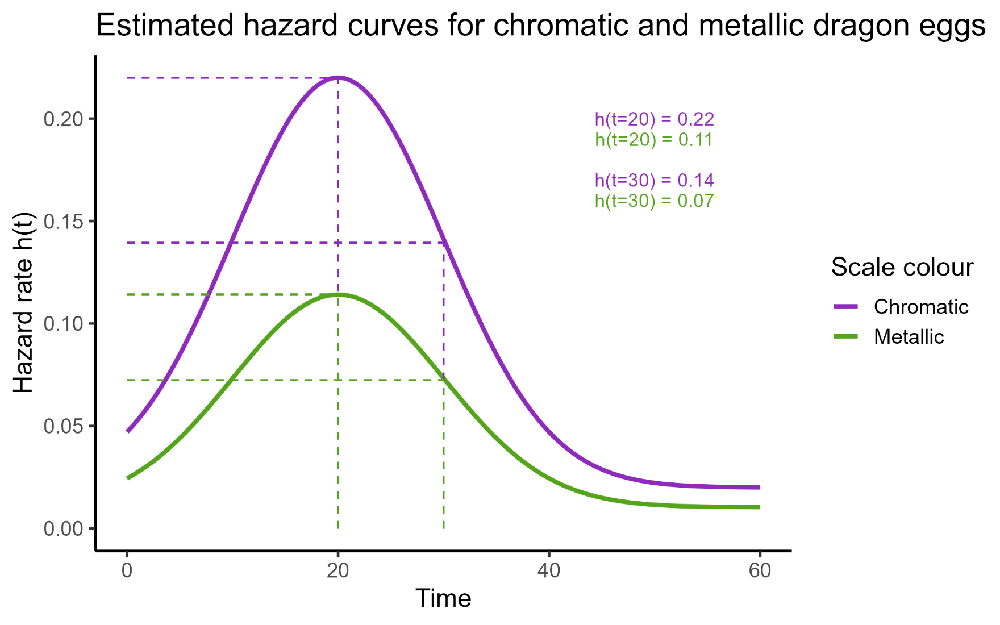 Estimated hazard curves for chromatic and metallic dragon eggs
Hazard rate h(t)
0.20
0.15
0.10
0.05
0.00
h(t=20) = 0.22
h(t=20) = 0.11
h(t=30) = 0.14
h(t=30) = 0.07
Scale colour
Chromatic
Metallic
0 20 40 60
Time